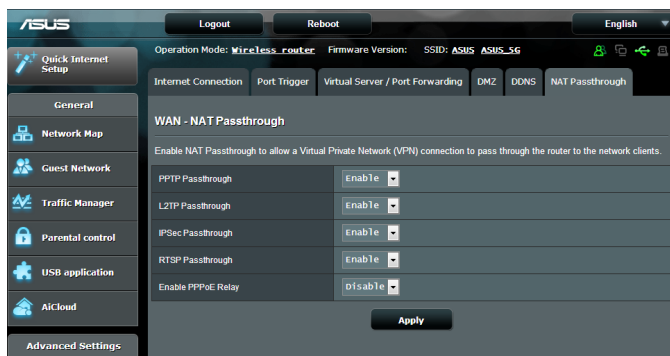 ASUS
Logout Reboot English
Quick Internet Setup
Operation Mode: Wireless router Firmware Version: SSID: ASUS ASUS_5G
Internet Connection Port Trigger Virtual Server / Port Forwarding DMZ DDNS NAT Passthrough
General
Network Map
Guest Network
Traffic Manager
Parental control
USB application
AiCloud
Advanced Settings
WAN - NAT Passthrough
Enable NAT Passthrough to allow a Virtual Private Network (VPN) connection to pass through the router to the network clients.
PPTP Passthrough Enable
L2TP Passthrough Enable
IPSec Passthrough Enable
RTSP Passthrough Enable
Enable PPPoE Relay Disable
Apply